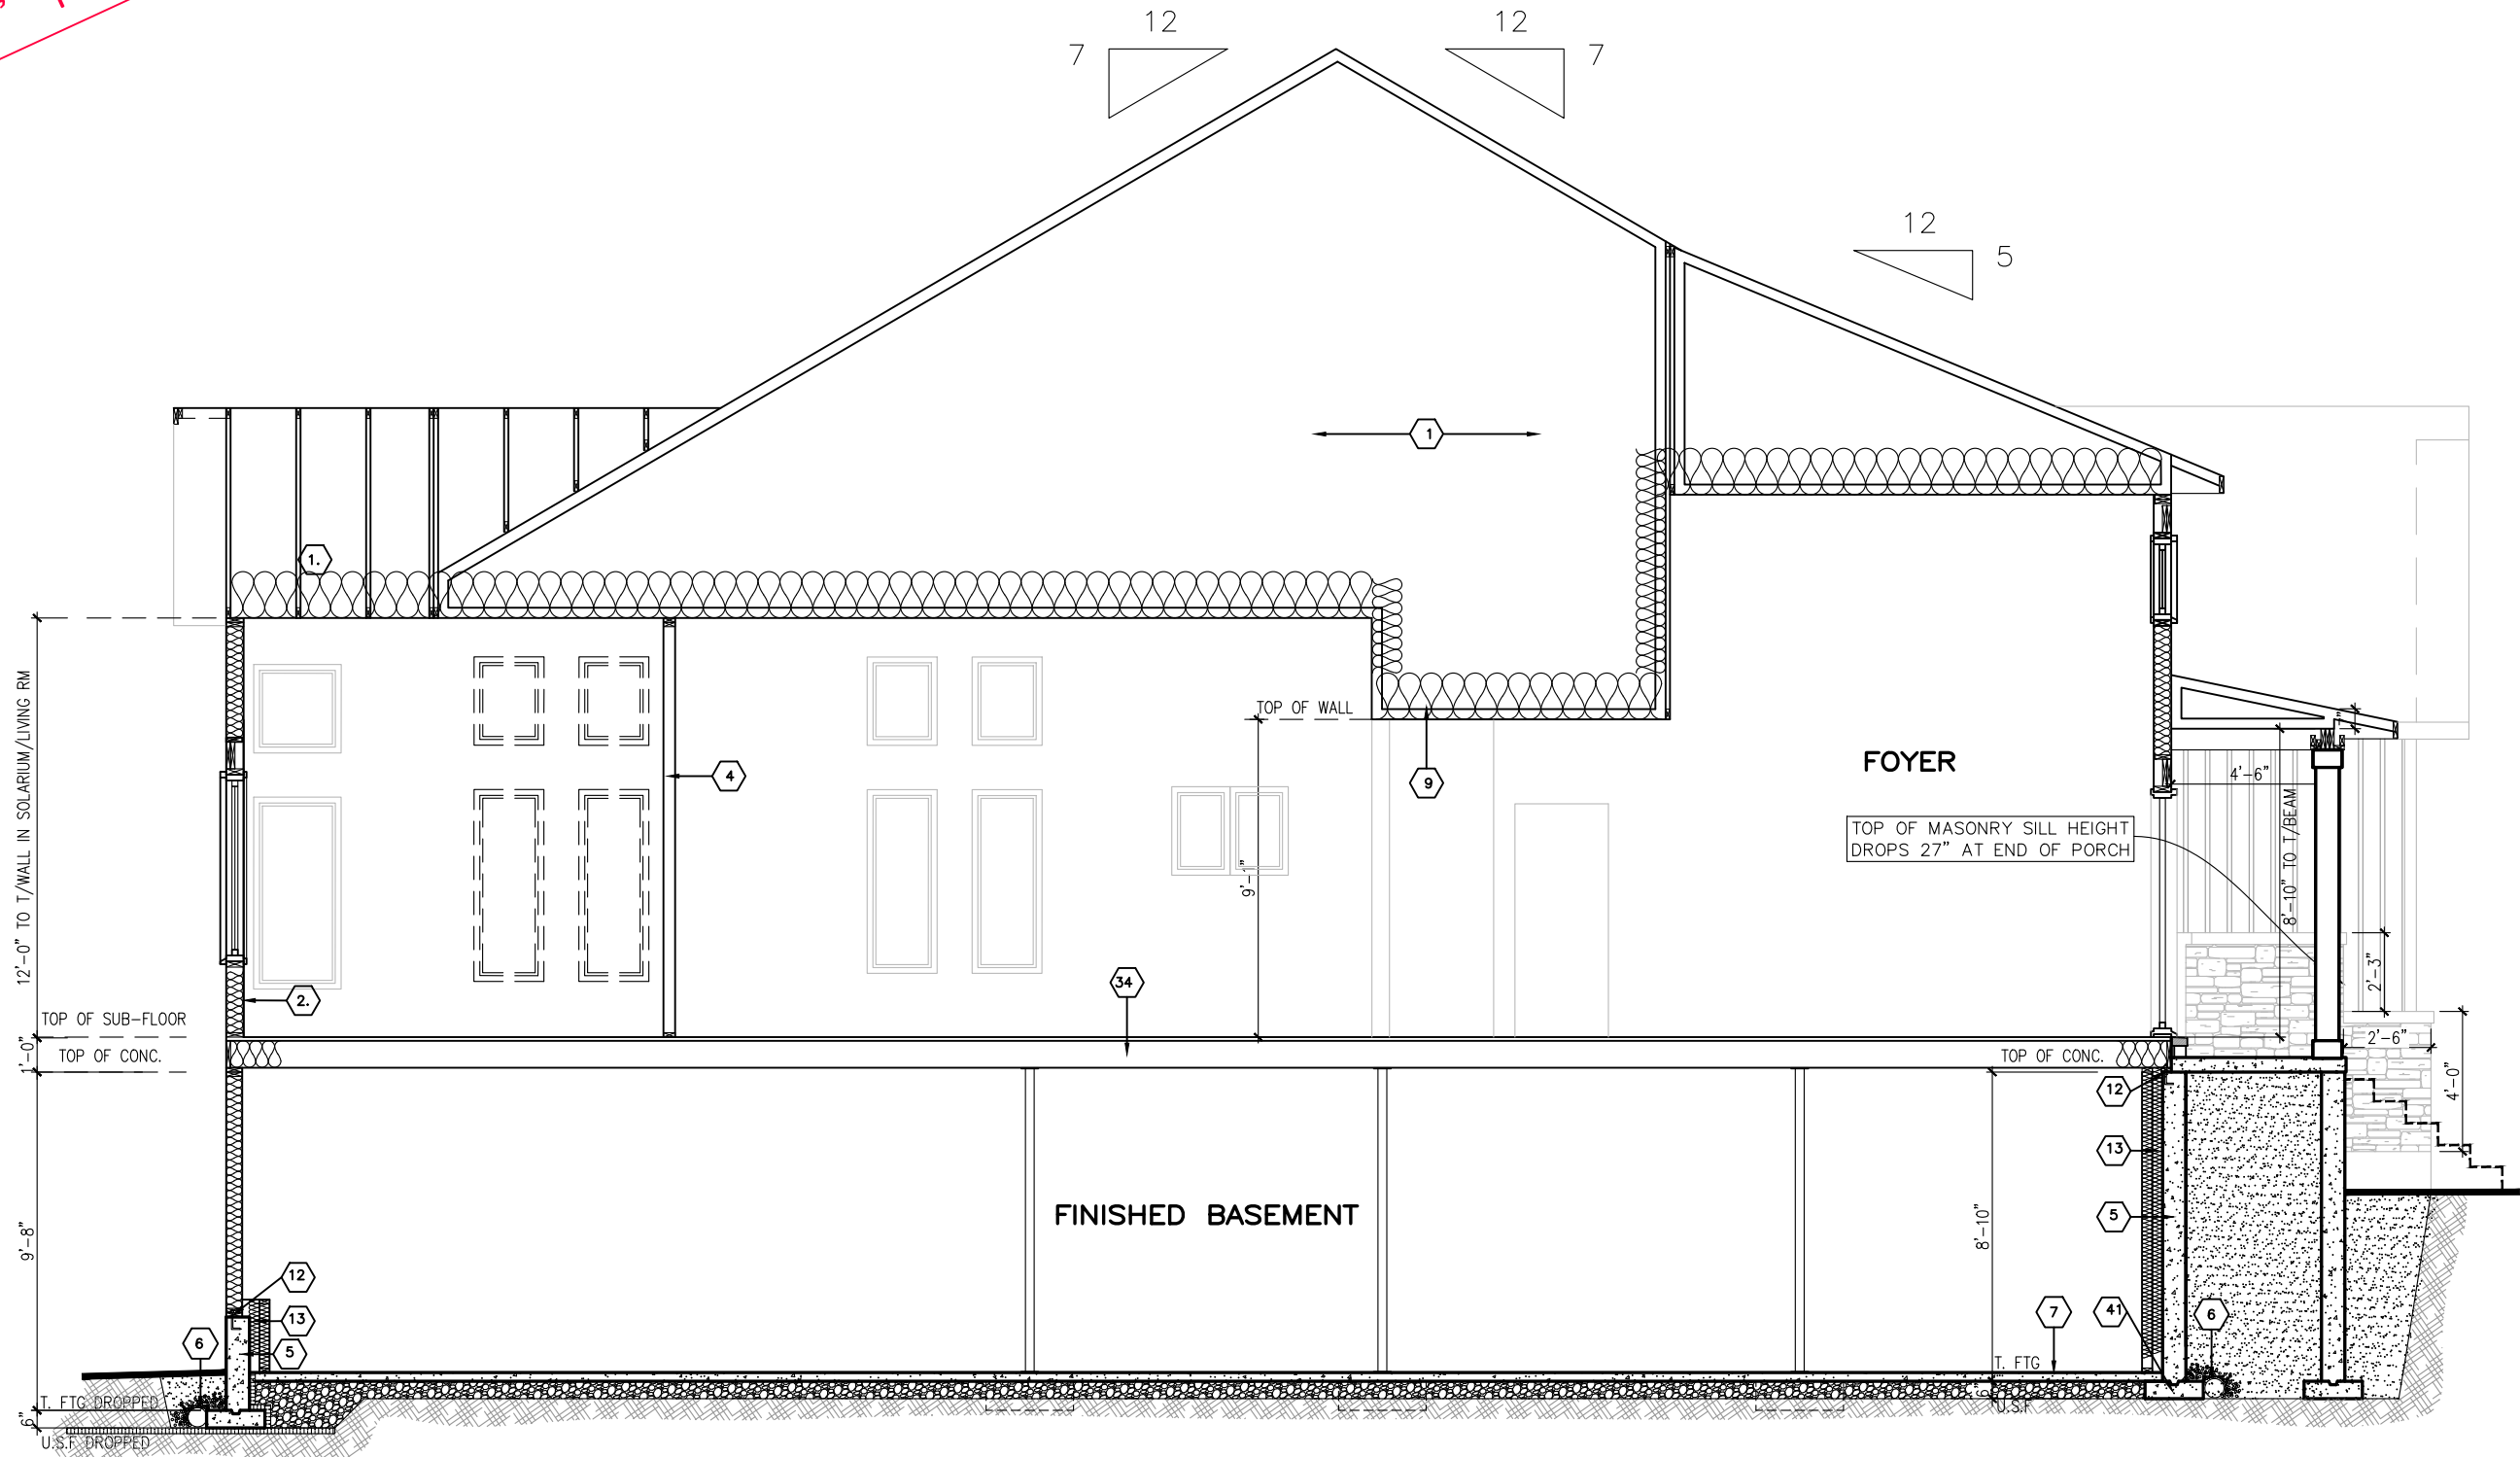 12
7
12
7
12
5
1
1.
12'-0" TO T/WALL IN SOLARIUM/LIVING RM
TOP OF WALL
4
9
FOYER
4'-6"
7"
TOP OF MASONRY SILL HEIGHT
DROPS 27" AT END OF PORCH
8'-10" TO T/BEAM
9'-1"
2'-3"
34
2.
TOP OF SUB-FLOOR
1'-0"
TOP OF CONC.
TOP OF CONC.
2'-6"
4'-0"
12
13
5
FINISHED BASEMENT
8'-10"
9'-8"
12
13
5
6
7
41
6
T. FTG
6"
U.S.F
T. FTG DROPPED
6"
U.S.F DROPPED